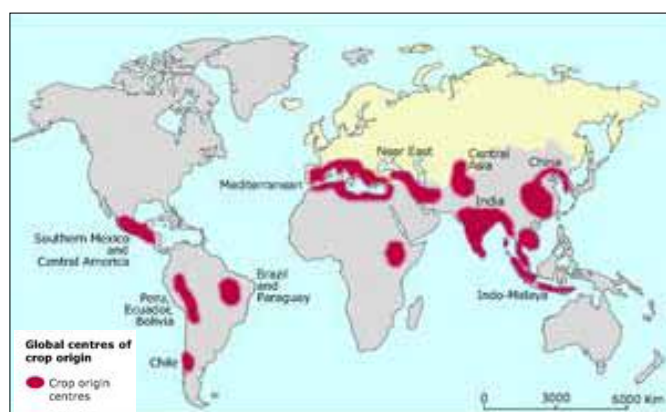 Near East
Central
Asia
China
Mediterranean
India
Southern Mexico
and
Central America
Brazil
and
Paraguay
Peru,
Ecuador,
Bolivia
Indo-Malaya
Global centres of
crop origin
Chile
Crop origin
centres
0 3000 6000 Km